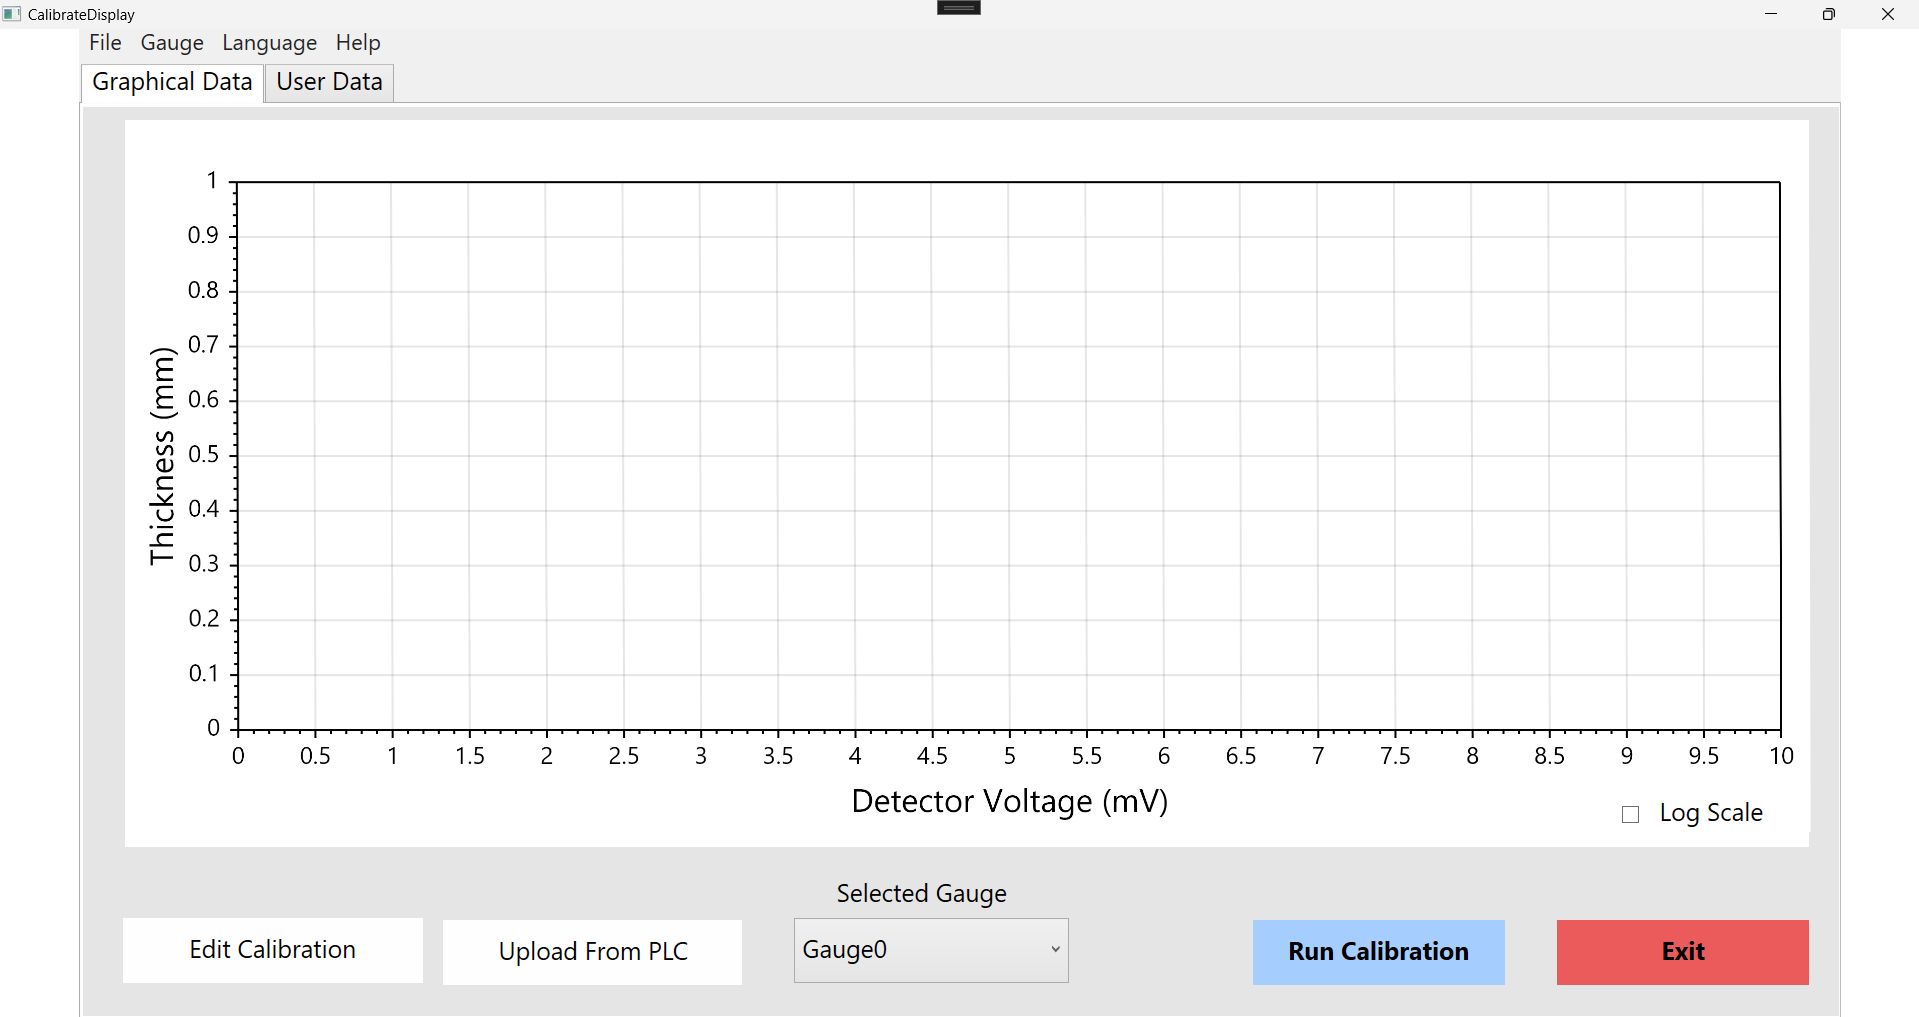 CalibrateDisplay
File Gauge Language Help
Graphical Data User Data
1
0.9
0.8
0.7
0.6
0.5
0.4
0.3
0.2
0.1
0
Thickness (mm)
0 0.5 1 1.5 2 2.5 3 3.5 4 4.5 5 5.5 6 6.5 7 7.5 8 8.5 9 9.5 10
Detector Voltage (mV)
Log Scale
Selected Gauge
Edit Calibration Upload From PLC Gauge0 Run Calibration Exit